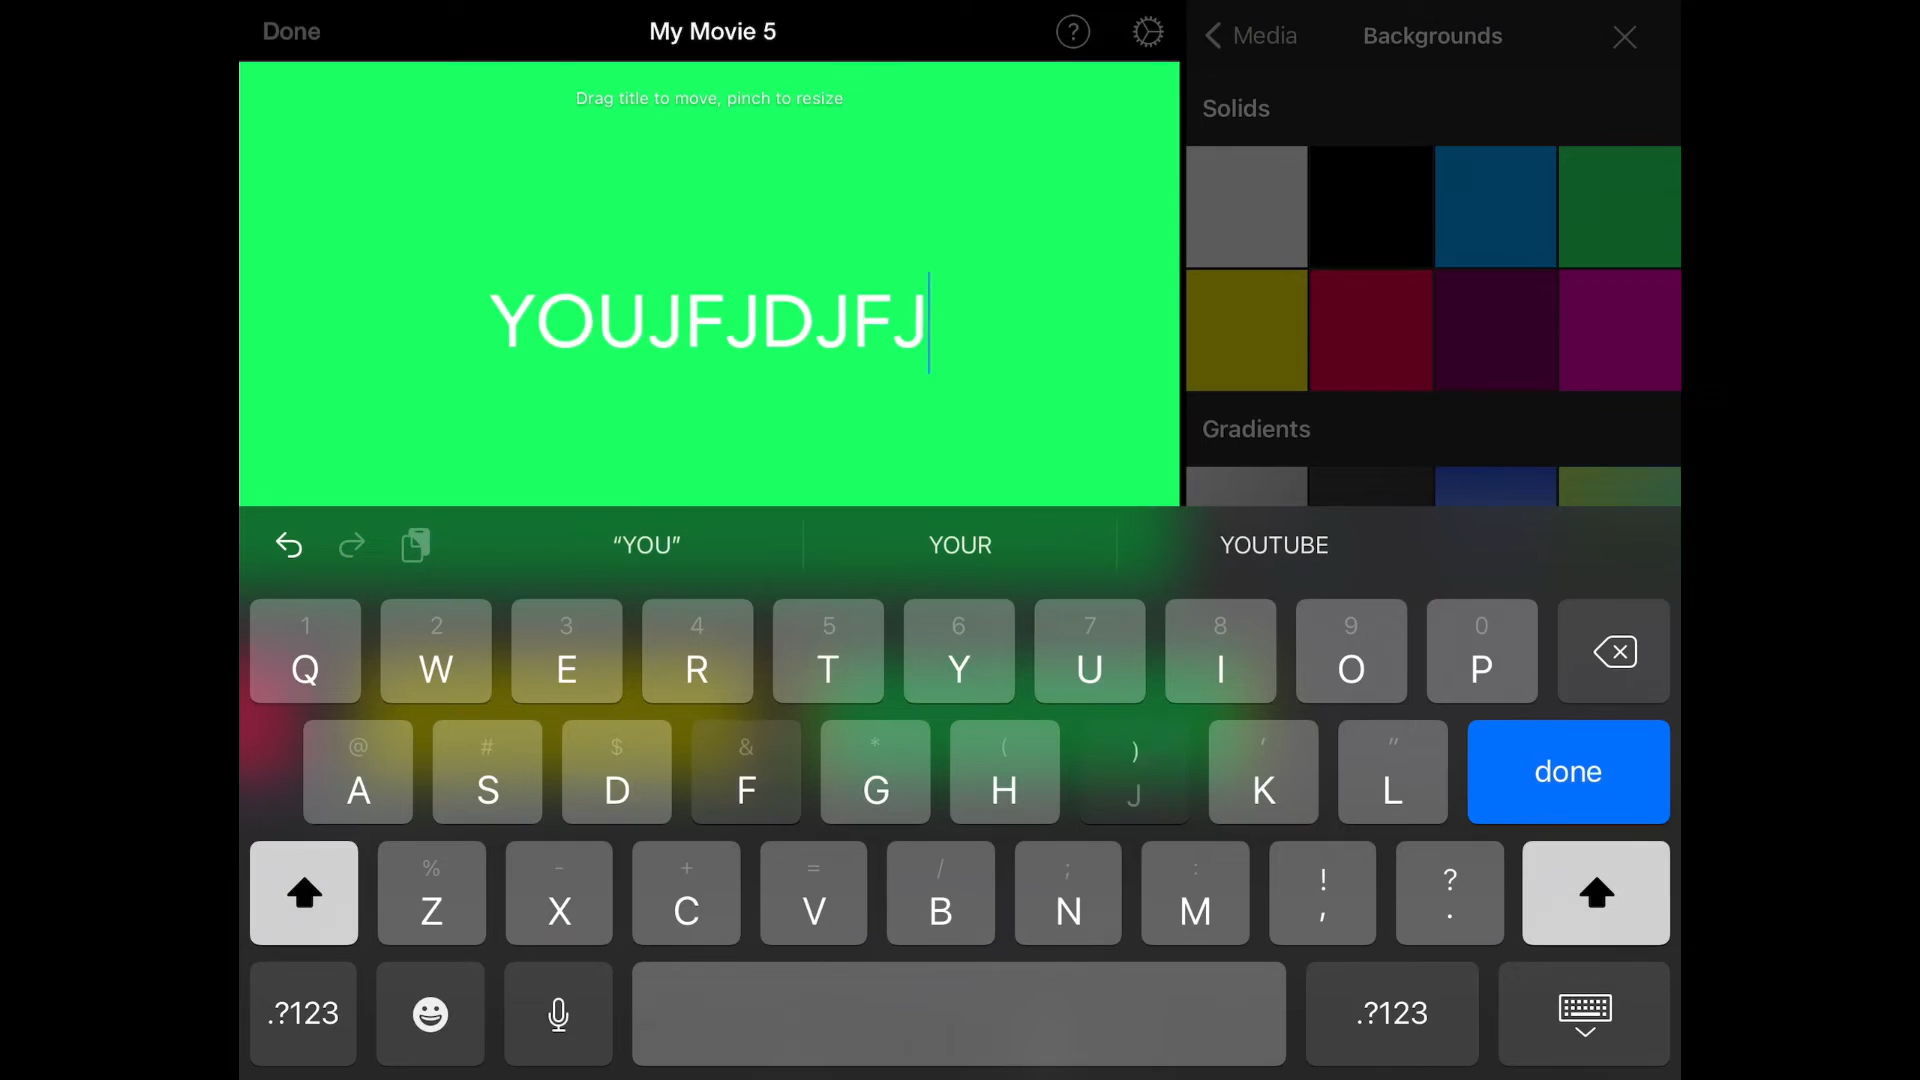 Done
My Movie 5
?
Media
Backgrounds
Drag title to move, pinch to resize
Solids
YOUJFJDJFJ
Gradients
“YOU” YOUR YOUTUBE
1 2 3 4 5 6 7 8 9 0
Q W E R T Y U I O P
@ # $ & * ( ) ' "
A S D F G H J K L done
% - + = / ; : ! ?
Z X C V B N M , .
.?123 .?123